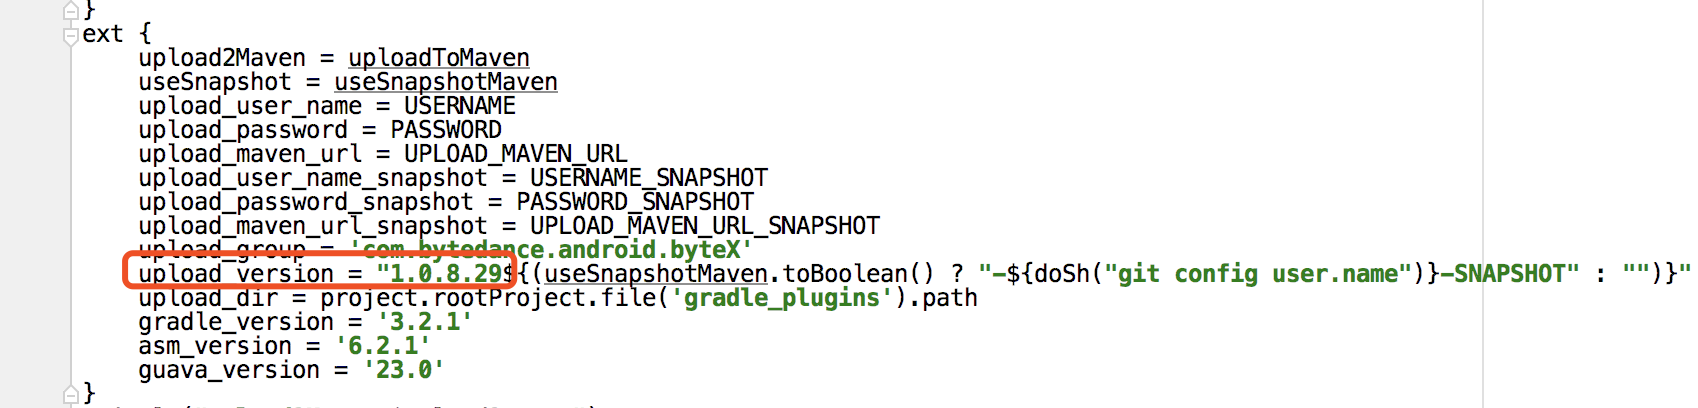 }
ext {
upload2Maven = uploadToMaven
useSnapshot = useSnapshotMaven
upload_user_name = USERNAME
upload_password = PASSWORD
upload_maven_url = UPLOAD_MAVEN_URL
upload_user_name_snapshot = USERNAME_SNAPSHOT
upload_password_snapshot = PASSWORD_SNAPSHOT
upload_maven_url_snapshot = UPLOAD_MAVEN_URL_SNAPSHOT
upload_group = 'com.bytedance.android.byteX'
upload_version = "1.0.8.29${(useSnapshotMaven.toBoolean() ? "-${doSh("git config user.name")}-SNAPSHOT" : "")}"
upload_dir = project.rootProject.file('gradle_plugins').path
gradle_version = '3.2.1'
asm_version = '6.2.1'
guava_version = '23.0'
}